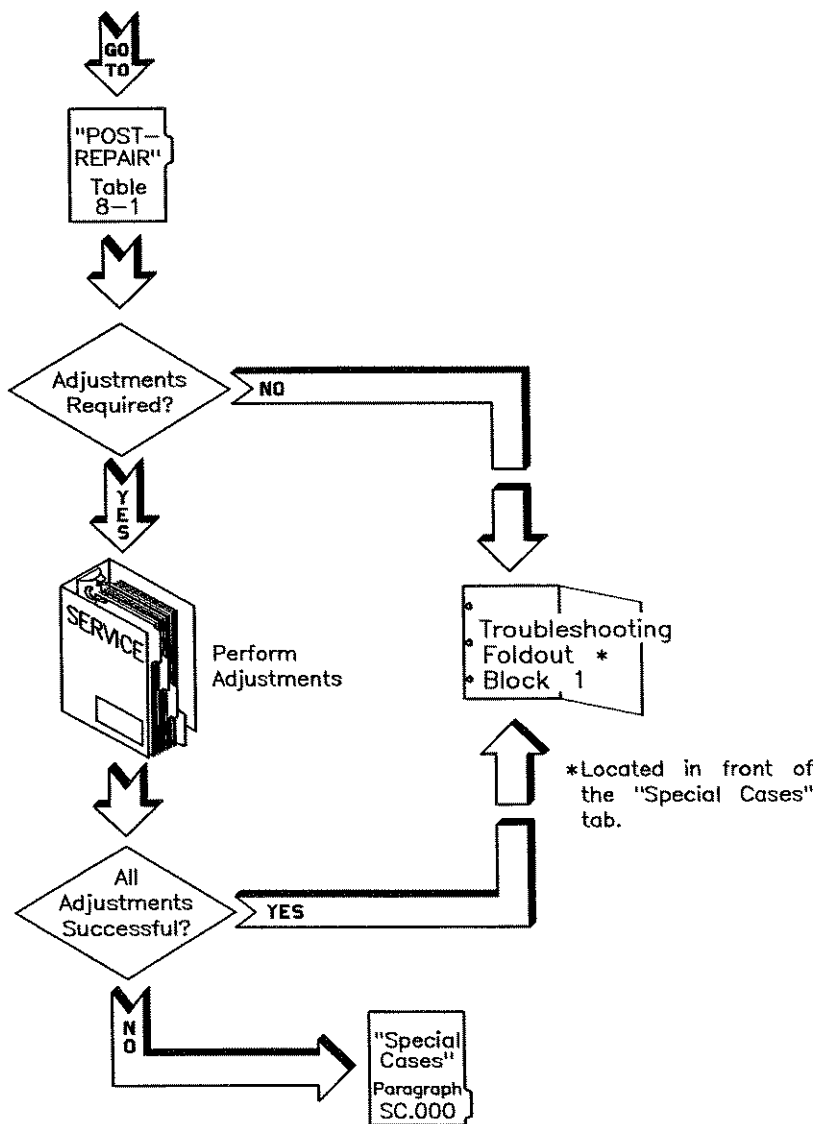 GO
TO
"POST-
REPAIR"
Table
8-1
Adjustments
Required?
NO
YES
SERVICE
Perform
Adjustments
Troubleshooting
Foldout *
Block 1
*Located in front of
the "Special Cases"
tab.
All
Adjustments
Successful?
YES
NO
"Special
Cases"
Paragraph
SC.000